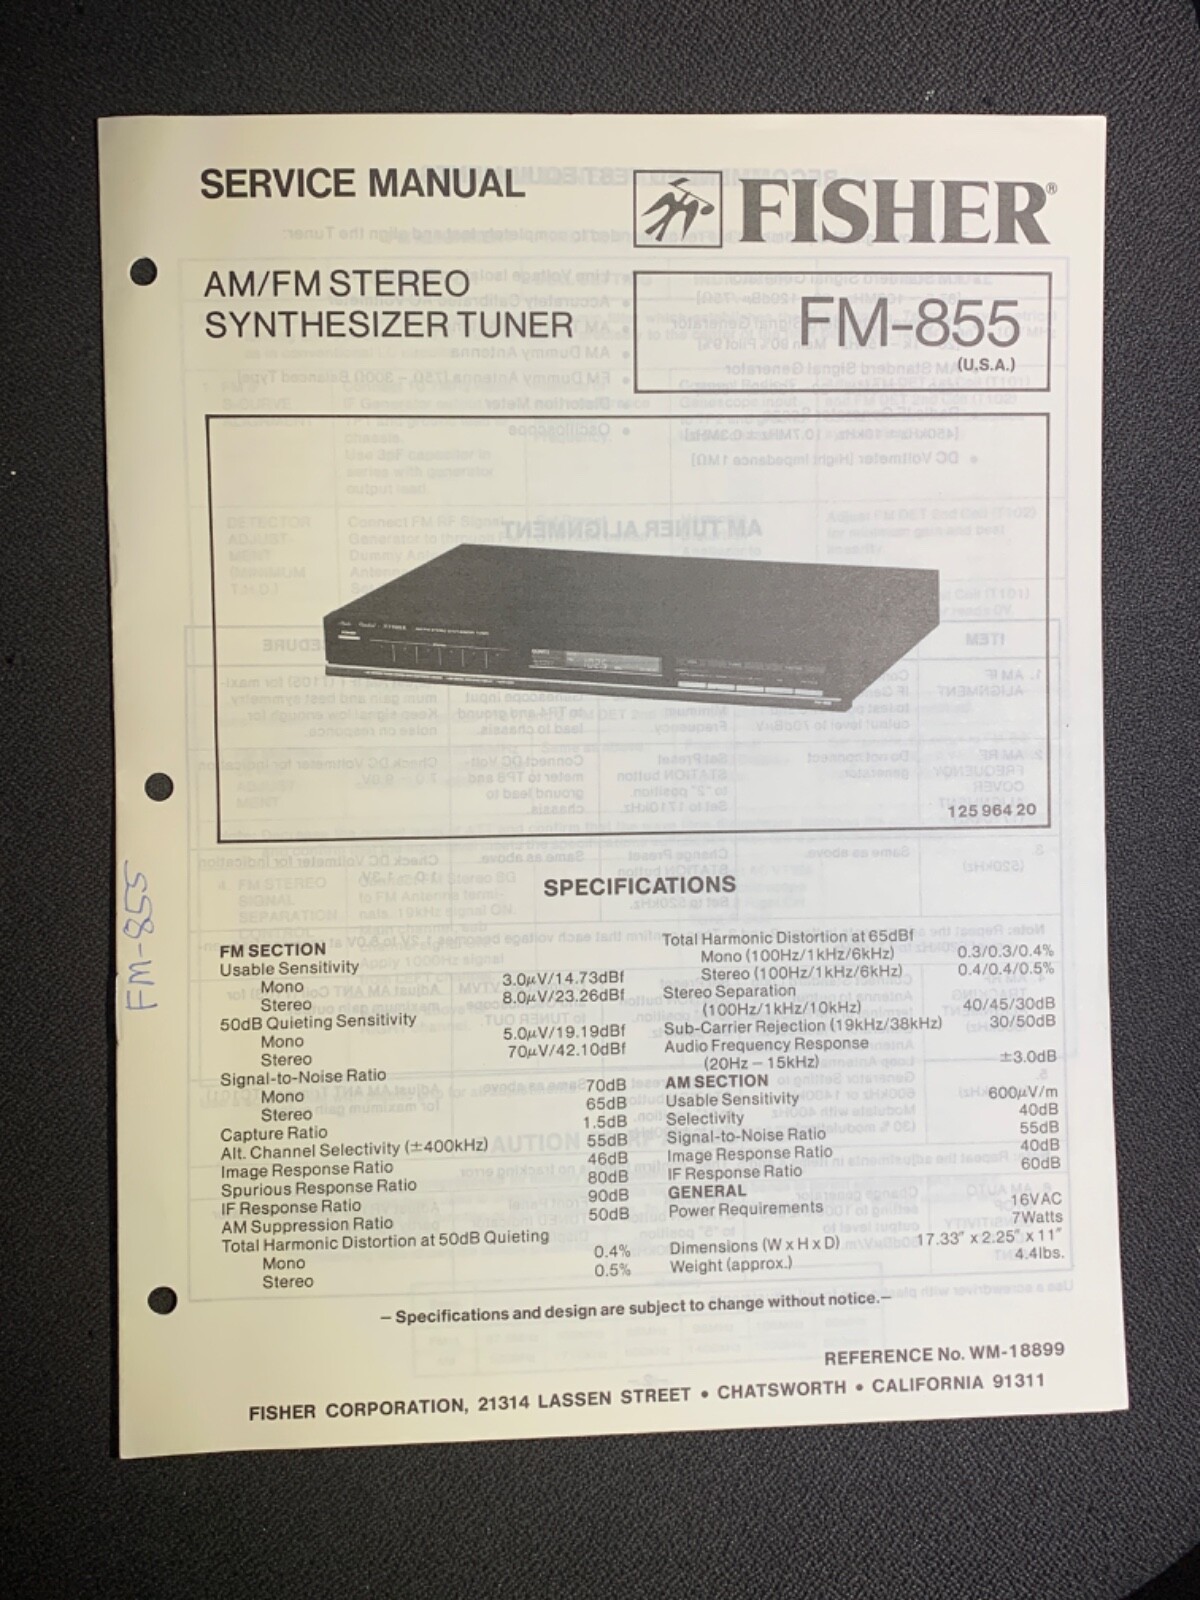 SERVICE MANUAL
FISHER®
AM/FM STEREO
SYNTHESIZER TUNER
FM-855
(U.S.A.)
FISHER
102.5
125 964 20
FM-855
SPECIFICATIONS
FM SECTION
Usable Sensitivity
Mono 3.0μV/14.73dBf
Stereo 8.0μV/23.26dBf
50dB Quieting Sensitivity
Mono 5.0μV/19.19dBf
Stereo 70μV/42.10dBf
Signal-to-Noise Ratio
Mono 70dB
Stereo 65dB
Capture Ratio 1.5dB
Alt. Channel Selectivity (±400kHz) 55dB
Image Response Ratio 46dB
Spurious Response Ratio 80dB
IF Response Ratio 90dB
AM Suppression Ratio 50dB
Total Harmonic Distortion at 50dB Quieting
Mono 0.4%
Stereo 0.5%
Total Harmonic Distortion at 65dBf
Mono (100Hz/1kHz/6kHz) 0.3/0.3/0.4%
Stereo (100Hz/1kHz/6kHz) 0.4/0.4/0.5%
Stereo Separation
(100Hz/1kHz/10kHz) 40/45/30dB
Sub-Carrier Rejection (19kHz/38kHz) 30/50dB
Audio Frequency Response
(20Hz – 15kHz) ±3.0dB
AM SECTION
Usable Sensitivity 600μV/m
Selectivity 40dB
Signal-to-Noise Ratio 55dB
Image Response Ratio 40dB
IF Response Ratio 60dB
GENERAL
Power Requirements 16VAC
7Watts
Dimensions (W x H x D) 17.33" x 2.25" x 11"
Weight (approx.) 4.4lbs.
– Specifications and design are subject to change without notice.–
REFERENCE No. WM-18899
FISHER CORPORATION, 21314 LASSEN STREET • CHATSWORTH • CALIFORNIA 91311